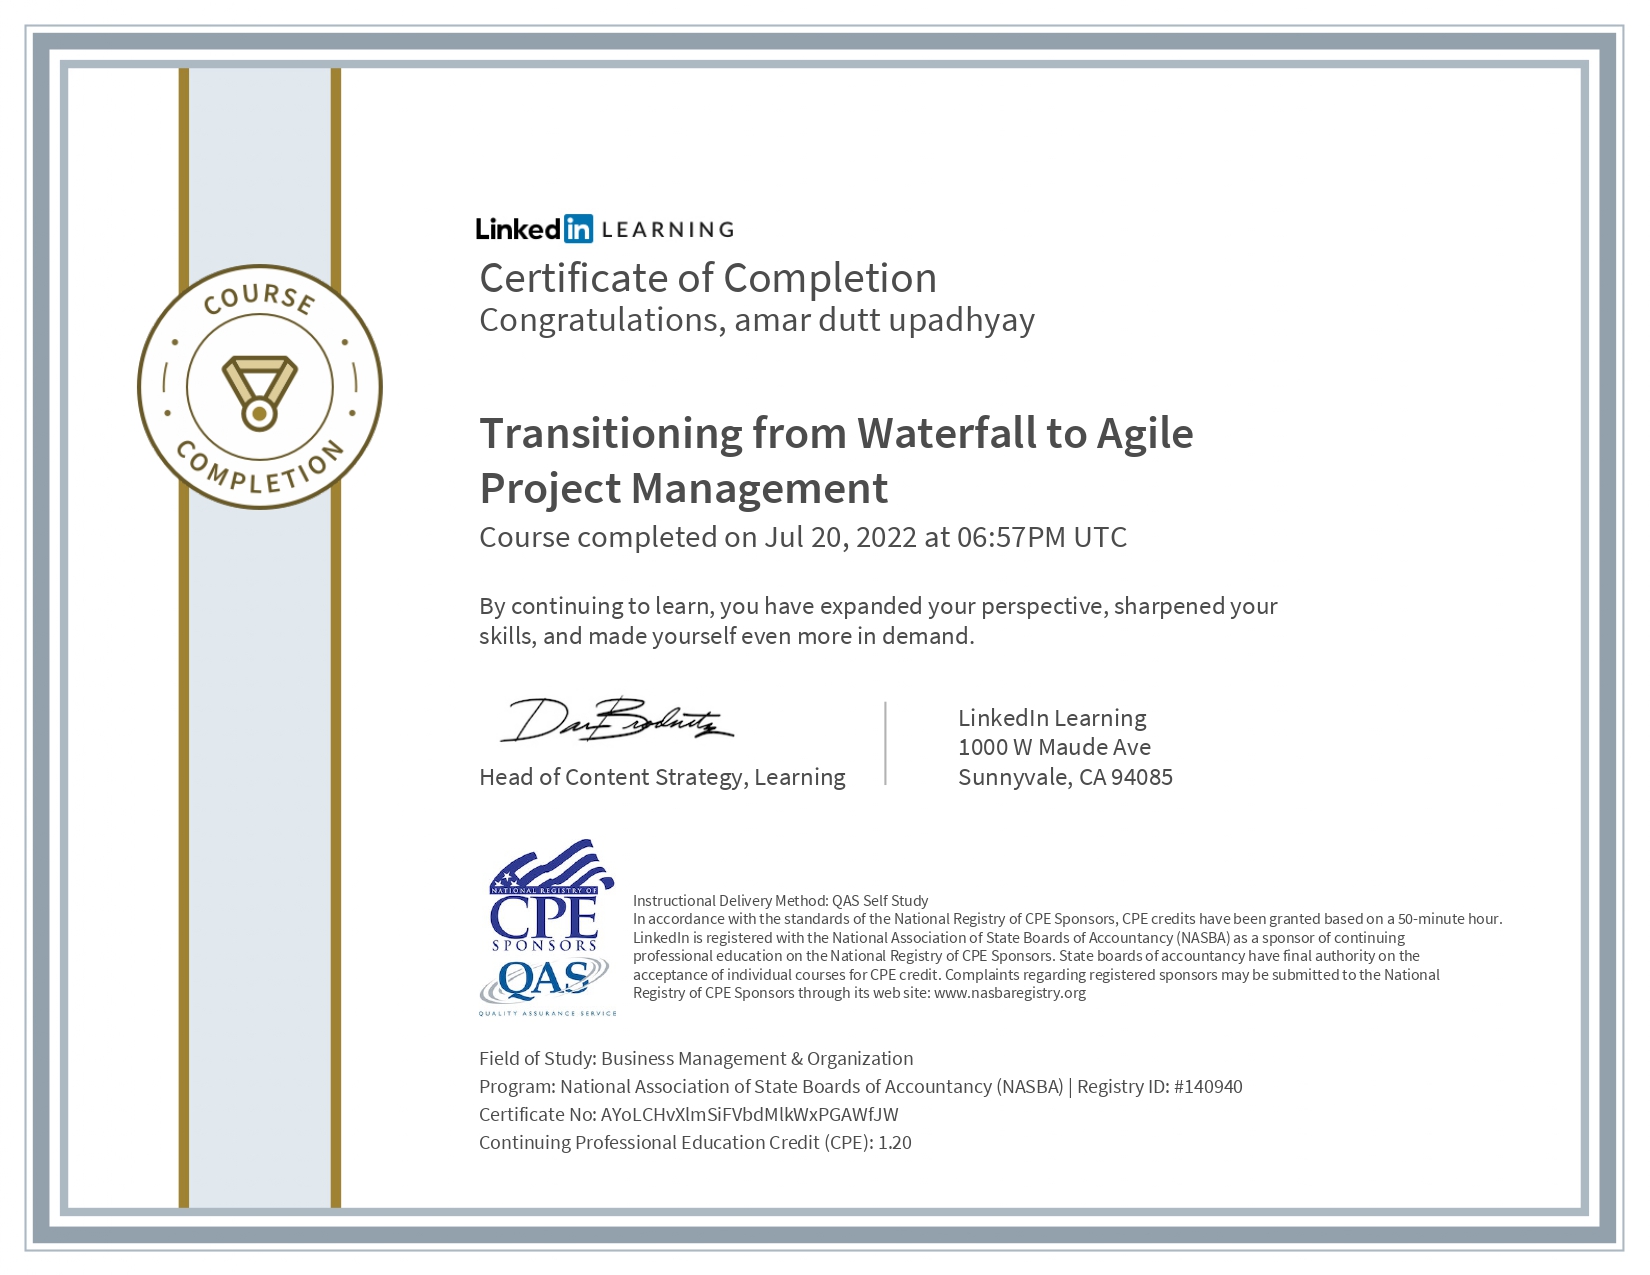 COURSE
COMPLETION
Linked in LEARNING
Certificate of Completion
Congratulations, amar dutt upadhyay
Transitioning from Waterfall to Agile
Project Management
Course completed on Jul 20, 2022 at 06:57PM UTC
By continuing to learn, you have expanded your perspective, sharpened your
skills, and made yourself even more in demand.
Dan Brodnitz
Head of Content Strategy, Learning
LinkedIn Learning
1000 W Maude Ave
Sunnyvale, CA 94085
NATIONAL REGISTRY OF
CPE
SPONSORS
QAS
QUALITY ASSURANCE SERVICE
Instructional Delivery Method: QAS Self Study
In accordance with the standards of the National Registry of CPE Sponsors, CPE credits have been granted based on a 50-minute hour.
LinkedIn is registered with the National Association of State Boards of Accountancy (NASBA) as a sponsor of continuing
professional education on the National Registry of CPE Sponsors. State boards of accountancy have final authority on the
acceptance of individual courses for CPE credit. Complaints regarding registered sponsors may be submitted to the National
Registry of CPE Sponsors through its web site: www.nasbaregistry.org
Field of Study: Business Management & Organization
Program: National Association of State Boards of Accountancy (NASBA) | Registry ID: #140940
Certificate No: AYoLCHvXlmSiFVbdMlkWxPGAWfJW
Continuing Professional Education Credit (CPE): 1.20